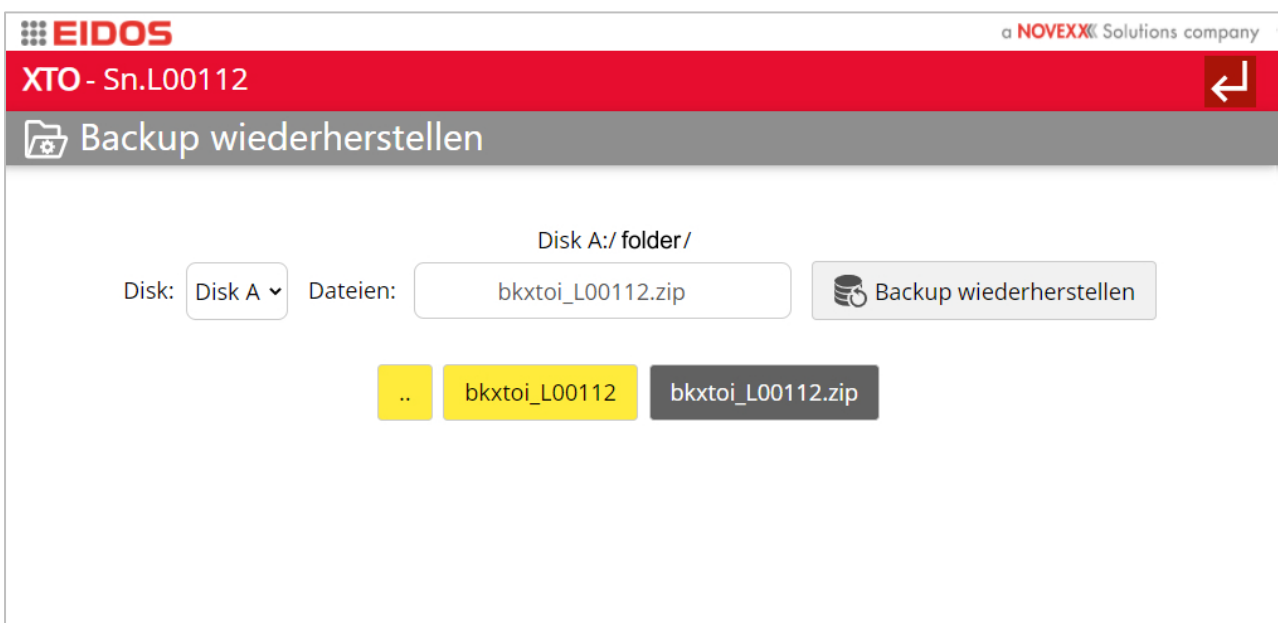 EIDOS
a NOVEXX Solutions company
XTO - Sn.L00112
Backup wiederherstellen
Disk A:/ folder/
Disk: Disk A Dateien: bkxtoi_L00112.zip Backup wiederherstellen
.. bkxtoi_L00112 bkxtoi_L00112.zip